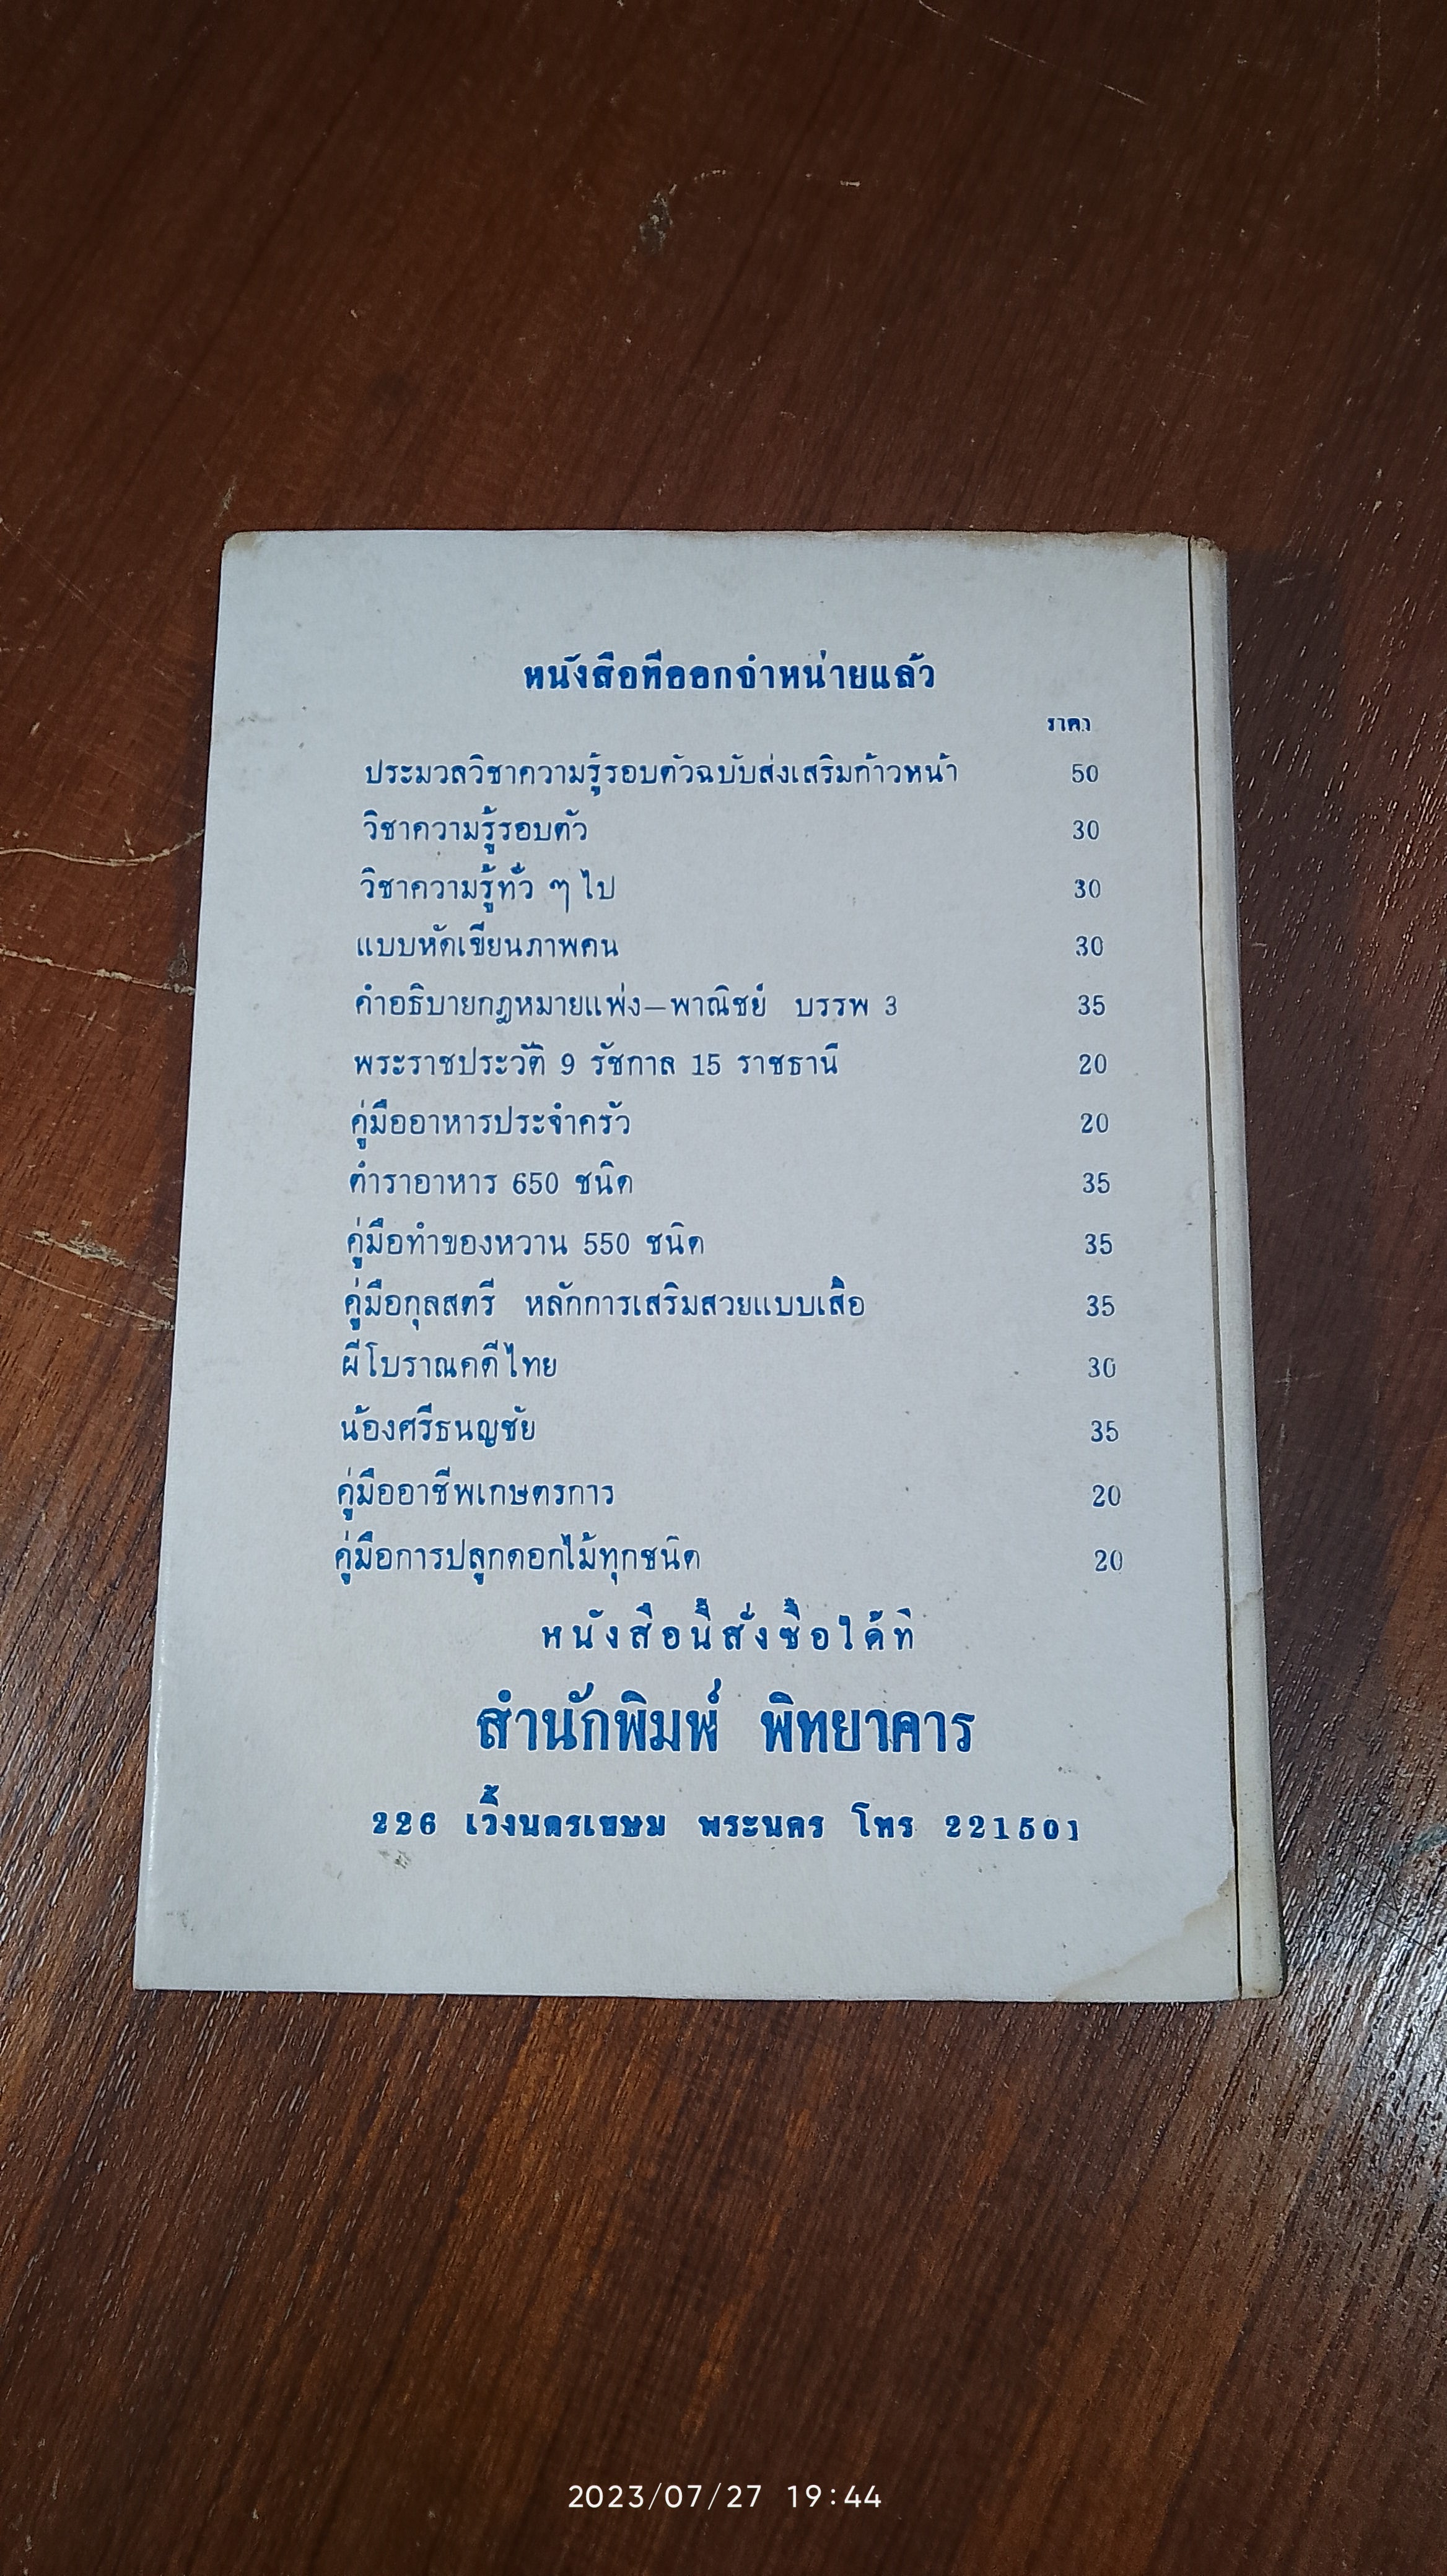 หนังสือที่ออกจำหน่ายแล้ว
ราคา
ประมวลวิชาความรู้รอบตัวฉบับส่งเสริมก้าวหน้า 50
วิชาความรู้รอบตัว 30
วิชาความรู้ทั่ว ๆ ไป 30
แบบหัดเขียนภาพคน 30
คำอธิบายกฎหมายแพ่ง–พาณิชย์ บรรพ 3 35
พระราชประวัติ 9 รัชกาล 15 ราชธานี 20
คู่มืออาหารประจำครัว 20
ตำราอาหาร 650 ชนิด 35
คู่มือทำของหวาน 550 ชนิด 35
คู่มือกุลสตรี หลักการเสริมสวยแบบเสื้อ 35
ผีโบราณคดีไทย 30
น้องศรีธนญชัย 35
คู่มืออาชีพเกษตรการ 20
คู่มือการปลูกดอกไม้ทุกชนิด 20
หนังสือนี้สั่งซื้อได้ที่
สำนักพิมพ์ พิทยาคาร
226 เวิ้งนครเขษม พระนคร โทร 221501
2023/07/27 19:44